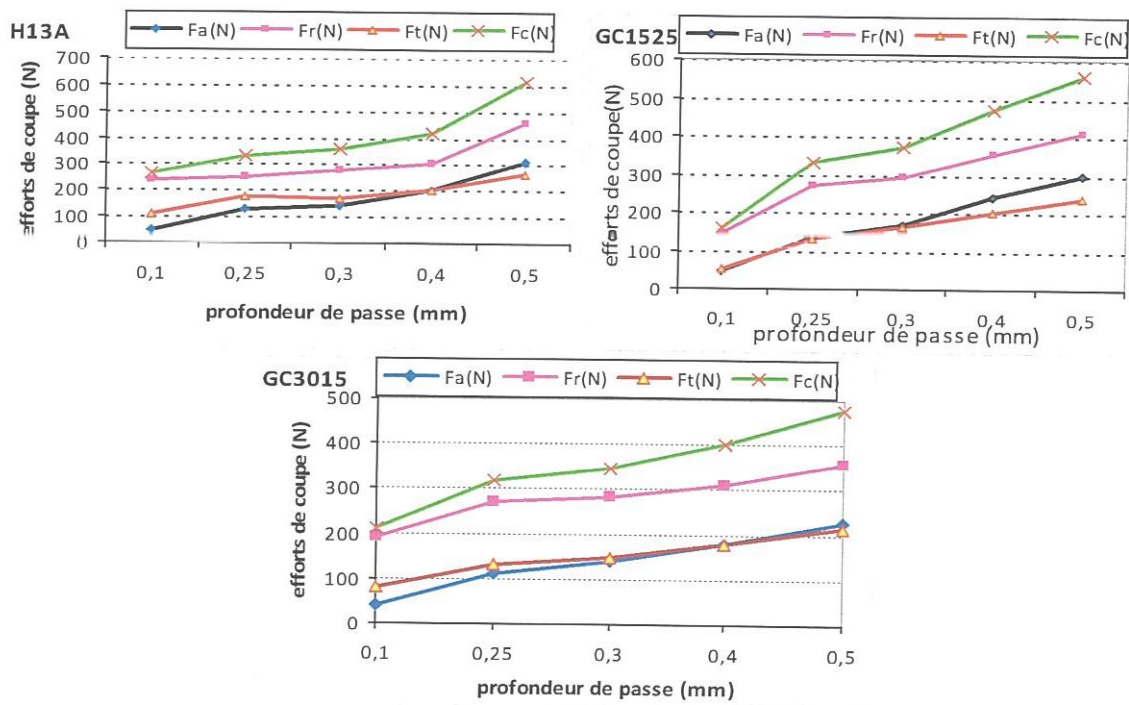 H13A
Fa(N) Fr(N) Ft(N) Fc(N)
efforts de coupe (N)
700
600
500
400
300
200
100
0
0,1 0,25 0,3 0,4 0,5
profondeur de passe (mm)
GC1525
Fa(N) Fr(N) Ft(N) Fc(N)
efforts de coupe(N)
600
500
400
300
200
100
0
0,1 0,25 0,3 0,4 0,5
profondeur de passe (mm)
GC3015
Fa(N) Fr(N) Ft(N) Fc(N)
efforts de coupe (N)
500
400
300
200
100
0
0,1 0,25 0,3 0,4 0,5
profondeur de passe (mm)